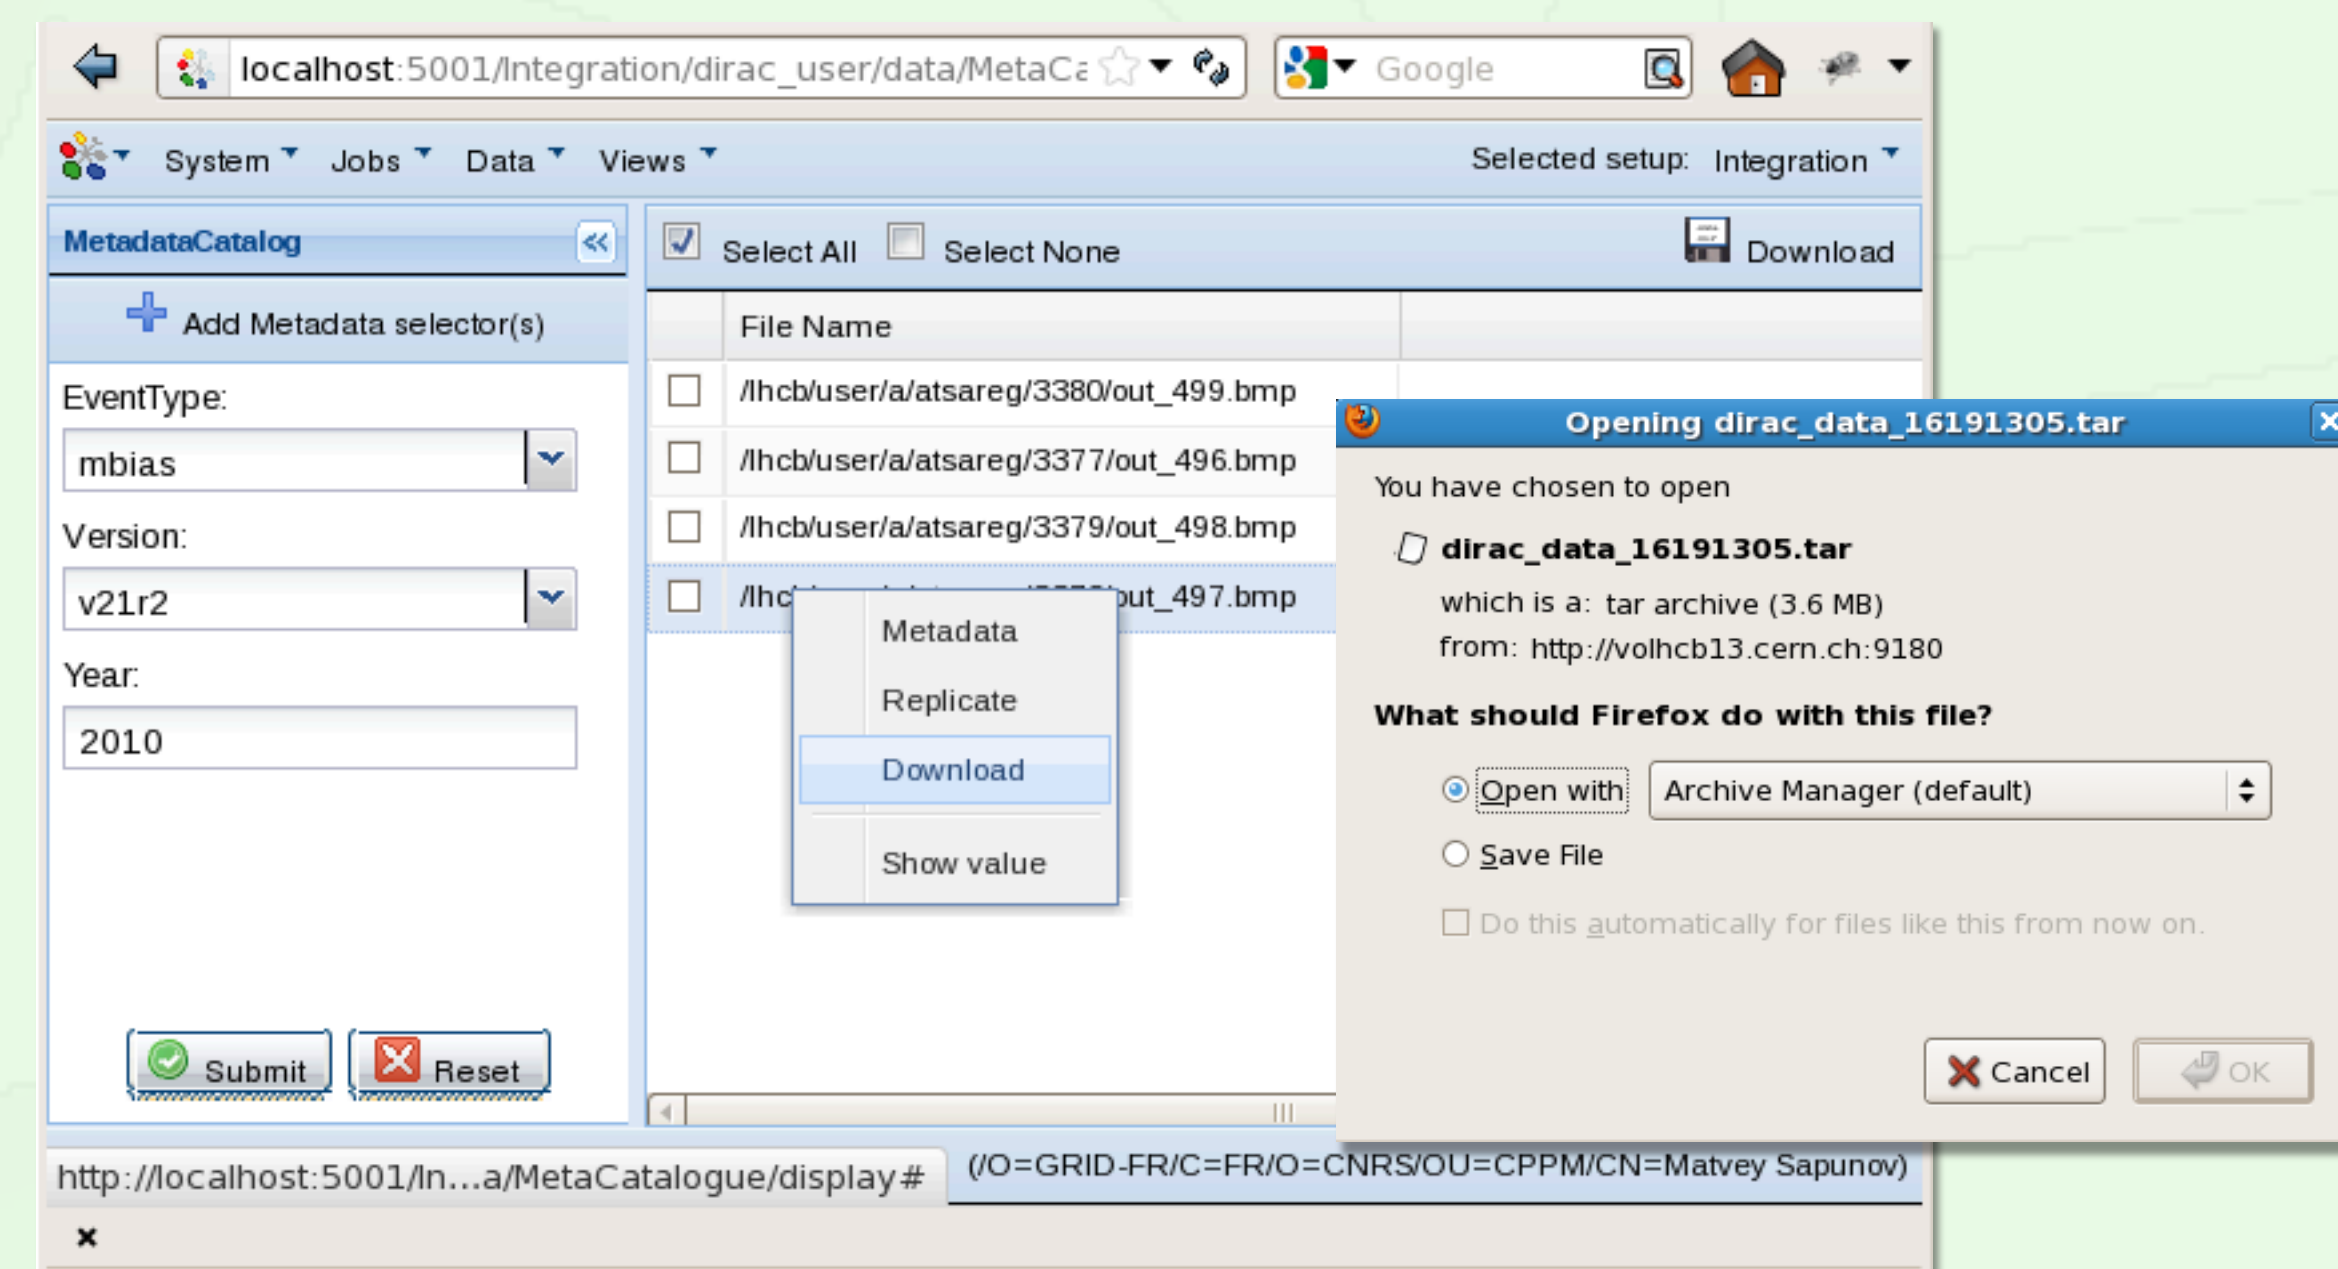 localhost:5001/Integration/dirac_user/data/MetaCa
Google
System Jobs Data Views Selected setup: Integration
MetadataCatalog
Add Metadata selector(s)
EventType:
mbias
Version:
v21r2
Year:
2010
Submit Reset
Select All Select None Download
File Name
/lhcb/user/a/atsareg/3380/out_499.bmp
/lhcb/user/a/atsareg/3377/out_496.bmp
/lhcb/user/a/atsareg/3379/out_498.bmp
/lhc out_497.bmp
Metadata
Replicate
Download
Show value
Opening dirac_data_16191305.tar
You have chosen to open
dirac_data_16191305.tar
which is a: tar archive (3.6 MB)
from: http://volhcb13.cern.ch:9180
What should Firefox do with this file?
Open with Archive Manager (default)
Save File
Do this automatically for files like this from now on.
Cancel OK
http://localhost:5001/In...a/MetaCatalogue/display#
(/O=GRID-FR/C=FR/O=CNRS/OU=CPPM/CN=Matvey Sapunov)